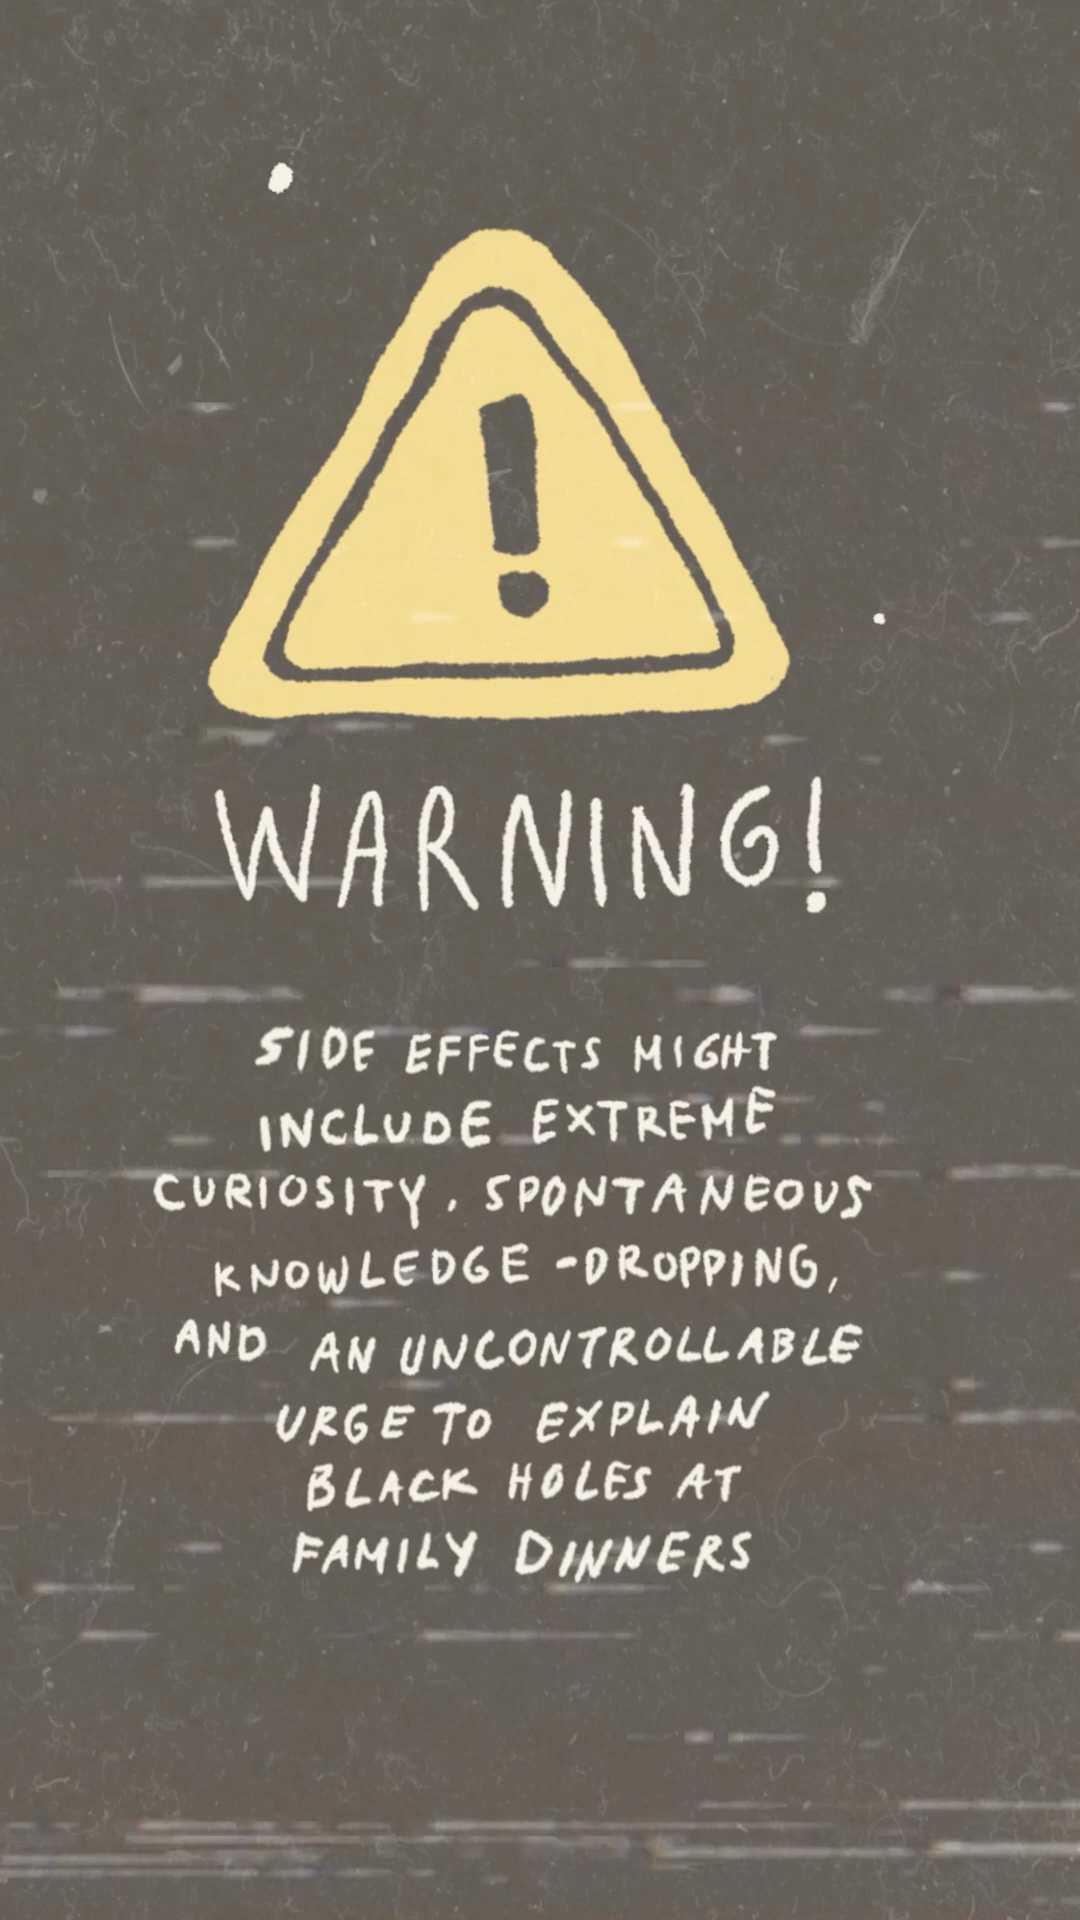 WARNING!
SIDE EFFECTS MIGHT
INCLUDE EXTREME
CURIOSITY, SPONTANEOUS
KNOWLEDGE-DROPPING,
AND AN UNCONTROLLABLE
URGE TO EXPLAIN
BLACK HOLES AT
FAMILY DINNERS